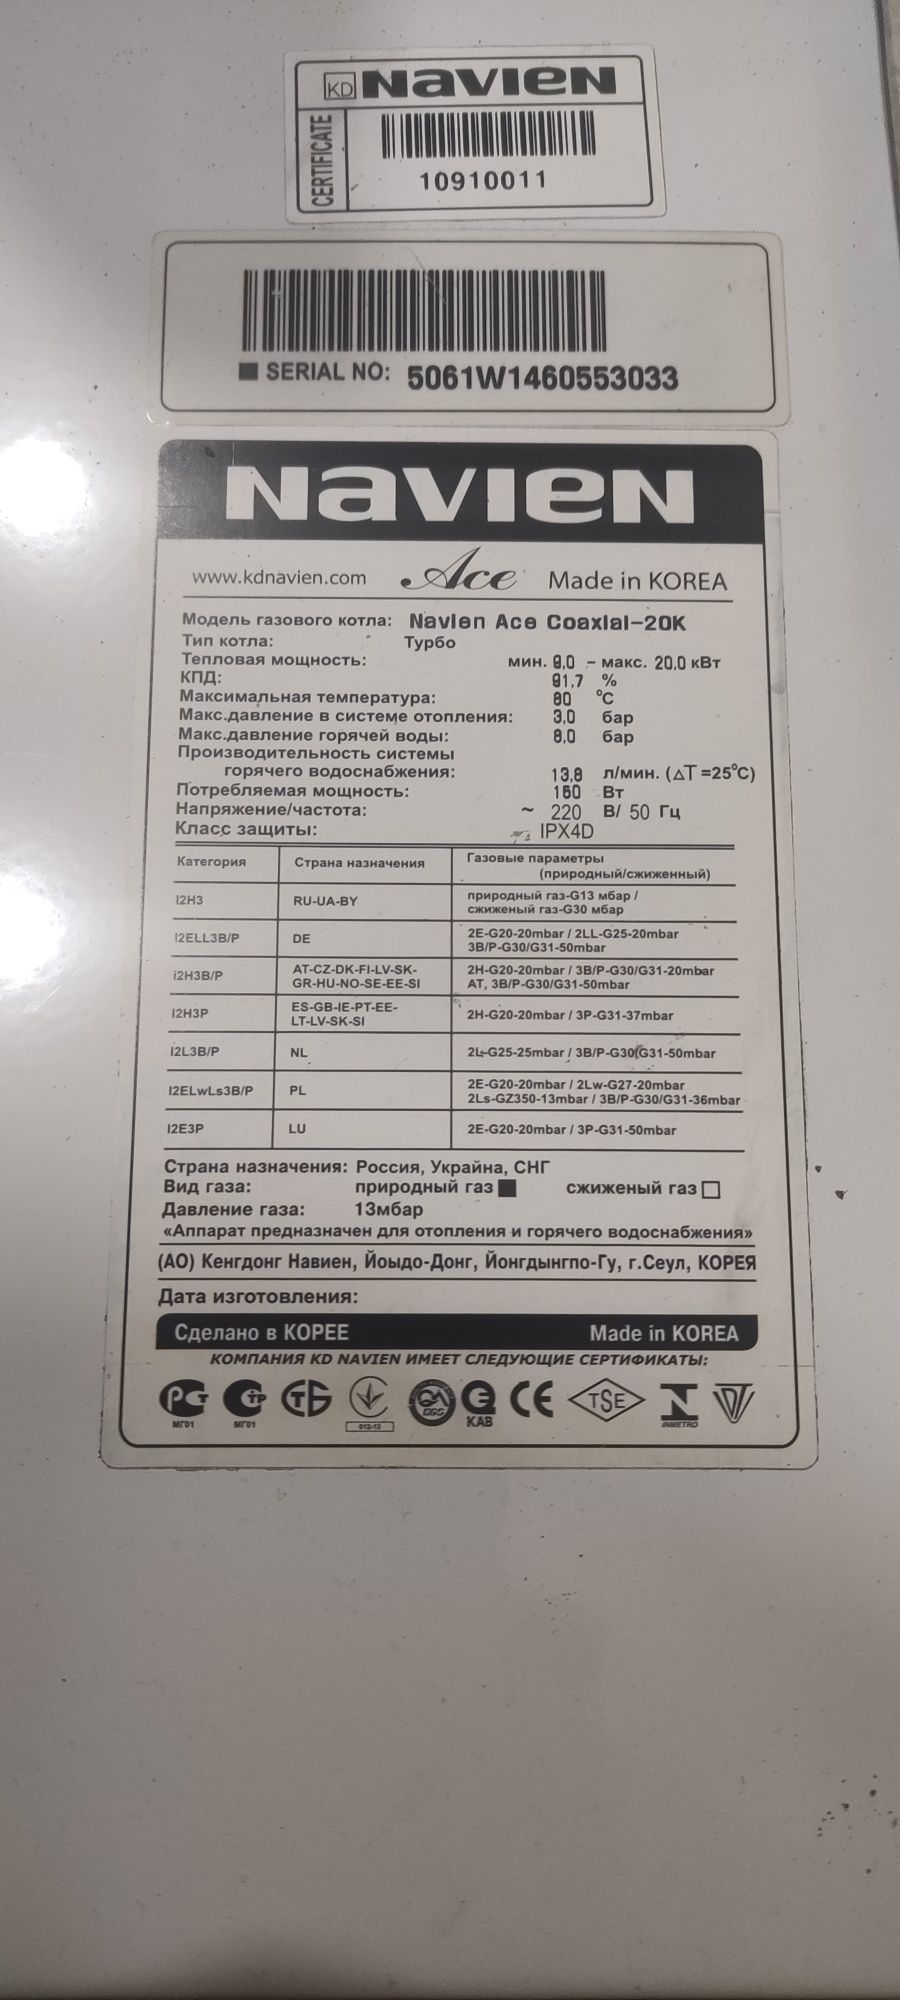 KD NAVIEN
CERTIFICATE
10910011
SERIAL NO: 5061W1460553033
NAVIEN
www.kdnavien.com Ace Made in KOREA
Модель газового котла: Navien Ace Coaxial-20K
Тип котла: Турбо
Тепловая мощность: мин. 9,0 - макс. 20,0 кВт
КПД: 91,7 %
Максимальная температура: 80 °C
Макс.давление в системе отопления: 3,0 бар
Макс.давление горячей воды: 8,0 бар
Производительность системы
горячего водоснабжения: 13,8 л/мин. (△T=25°C)
Потребляемая мощность: 150 Вт
Напряжение/частота: ~ 220 В/ 50 Гц
Класс защиты: IPX4D
Категория Страна назначения Газовые параметры
(природный/сжиженный)
I2H3 RU-UA-BY природный газ-G13 мбар /
сжиженый газ-G30 мбар
I2ELL3B/P DE 2E-G20-20mbar / 2LL-G25-20mbar
3B/P-G30/G31-50mbar
I2H3B/P AT-CZ-DK-FI-LV-SK- 2H-G20-20mbar / 3B/P-G30/G31-20mbar
GR-HU-NO-SE-EE-SI AT, 3B/P-G30/G31-50mbar
I2H3P ES-GB-IE-PT-EE- 2H-G20-20mbar / 3P-G31-37mbar
LT-LV-SK-SI
I2L3B/P NL 2L-G25-25mbar / 3B/P-G30/G31-50mbar
I2ELwLs3B/P PL 2E-G20-20mbar / 2Lw-G27-20mbar
2Ls-GZ350-13mbar / 3B/P-G30/G31-36mbar
I2E3P LU 2E-G20-20mbar / 3P-G31-50mbar
Страна назначения: Россия, Украйна, СНГ
Вид газа: природный газ ■ сжиженый газ □
Давление газа: 13мбар
«Аппарат предназначен для отопления и горячего водоснабжения»
(АО) Кенгдонг Навиен, Йоыдо-Донг, Йонгдынгпо-Гу, г.Сеул, КОРЕЯ
Дата изготовления:
Сделано в КОРЕЕ Made in KOREA
КОМПАНИЯ KD NAVIEN ИМЕЕТ СЛЕДУЮЩИЕ СЕРТИФИКАТЫ:
РСТ СТР СТБ CE TSE
МГ01 МГ01 012-12 KAB INMETRO